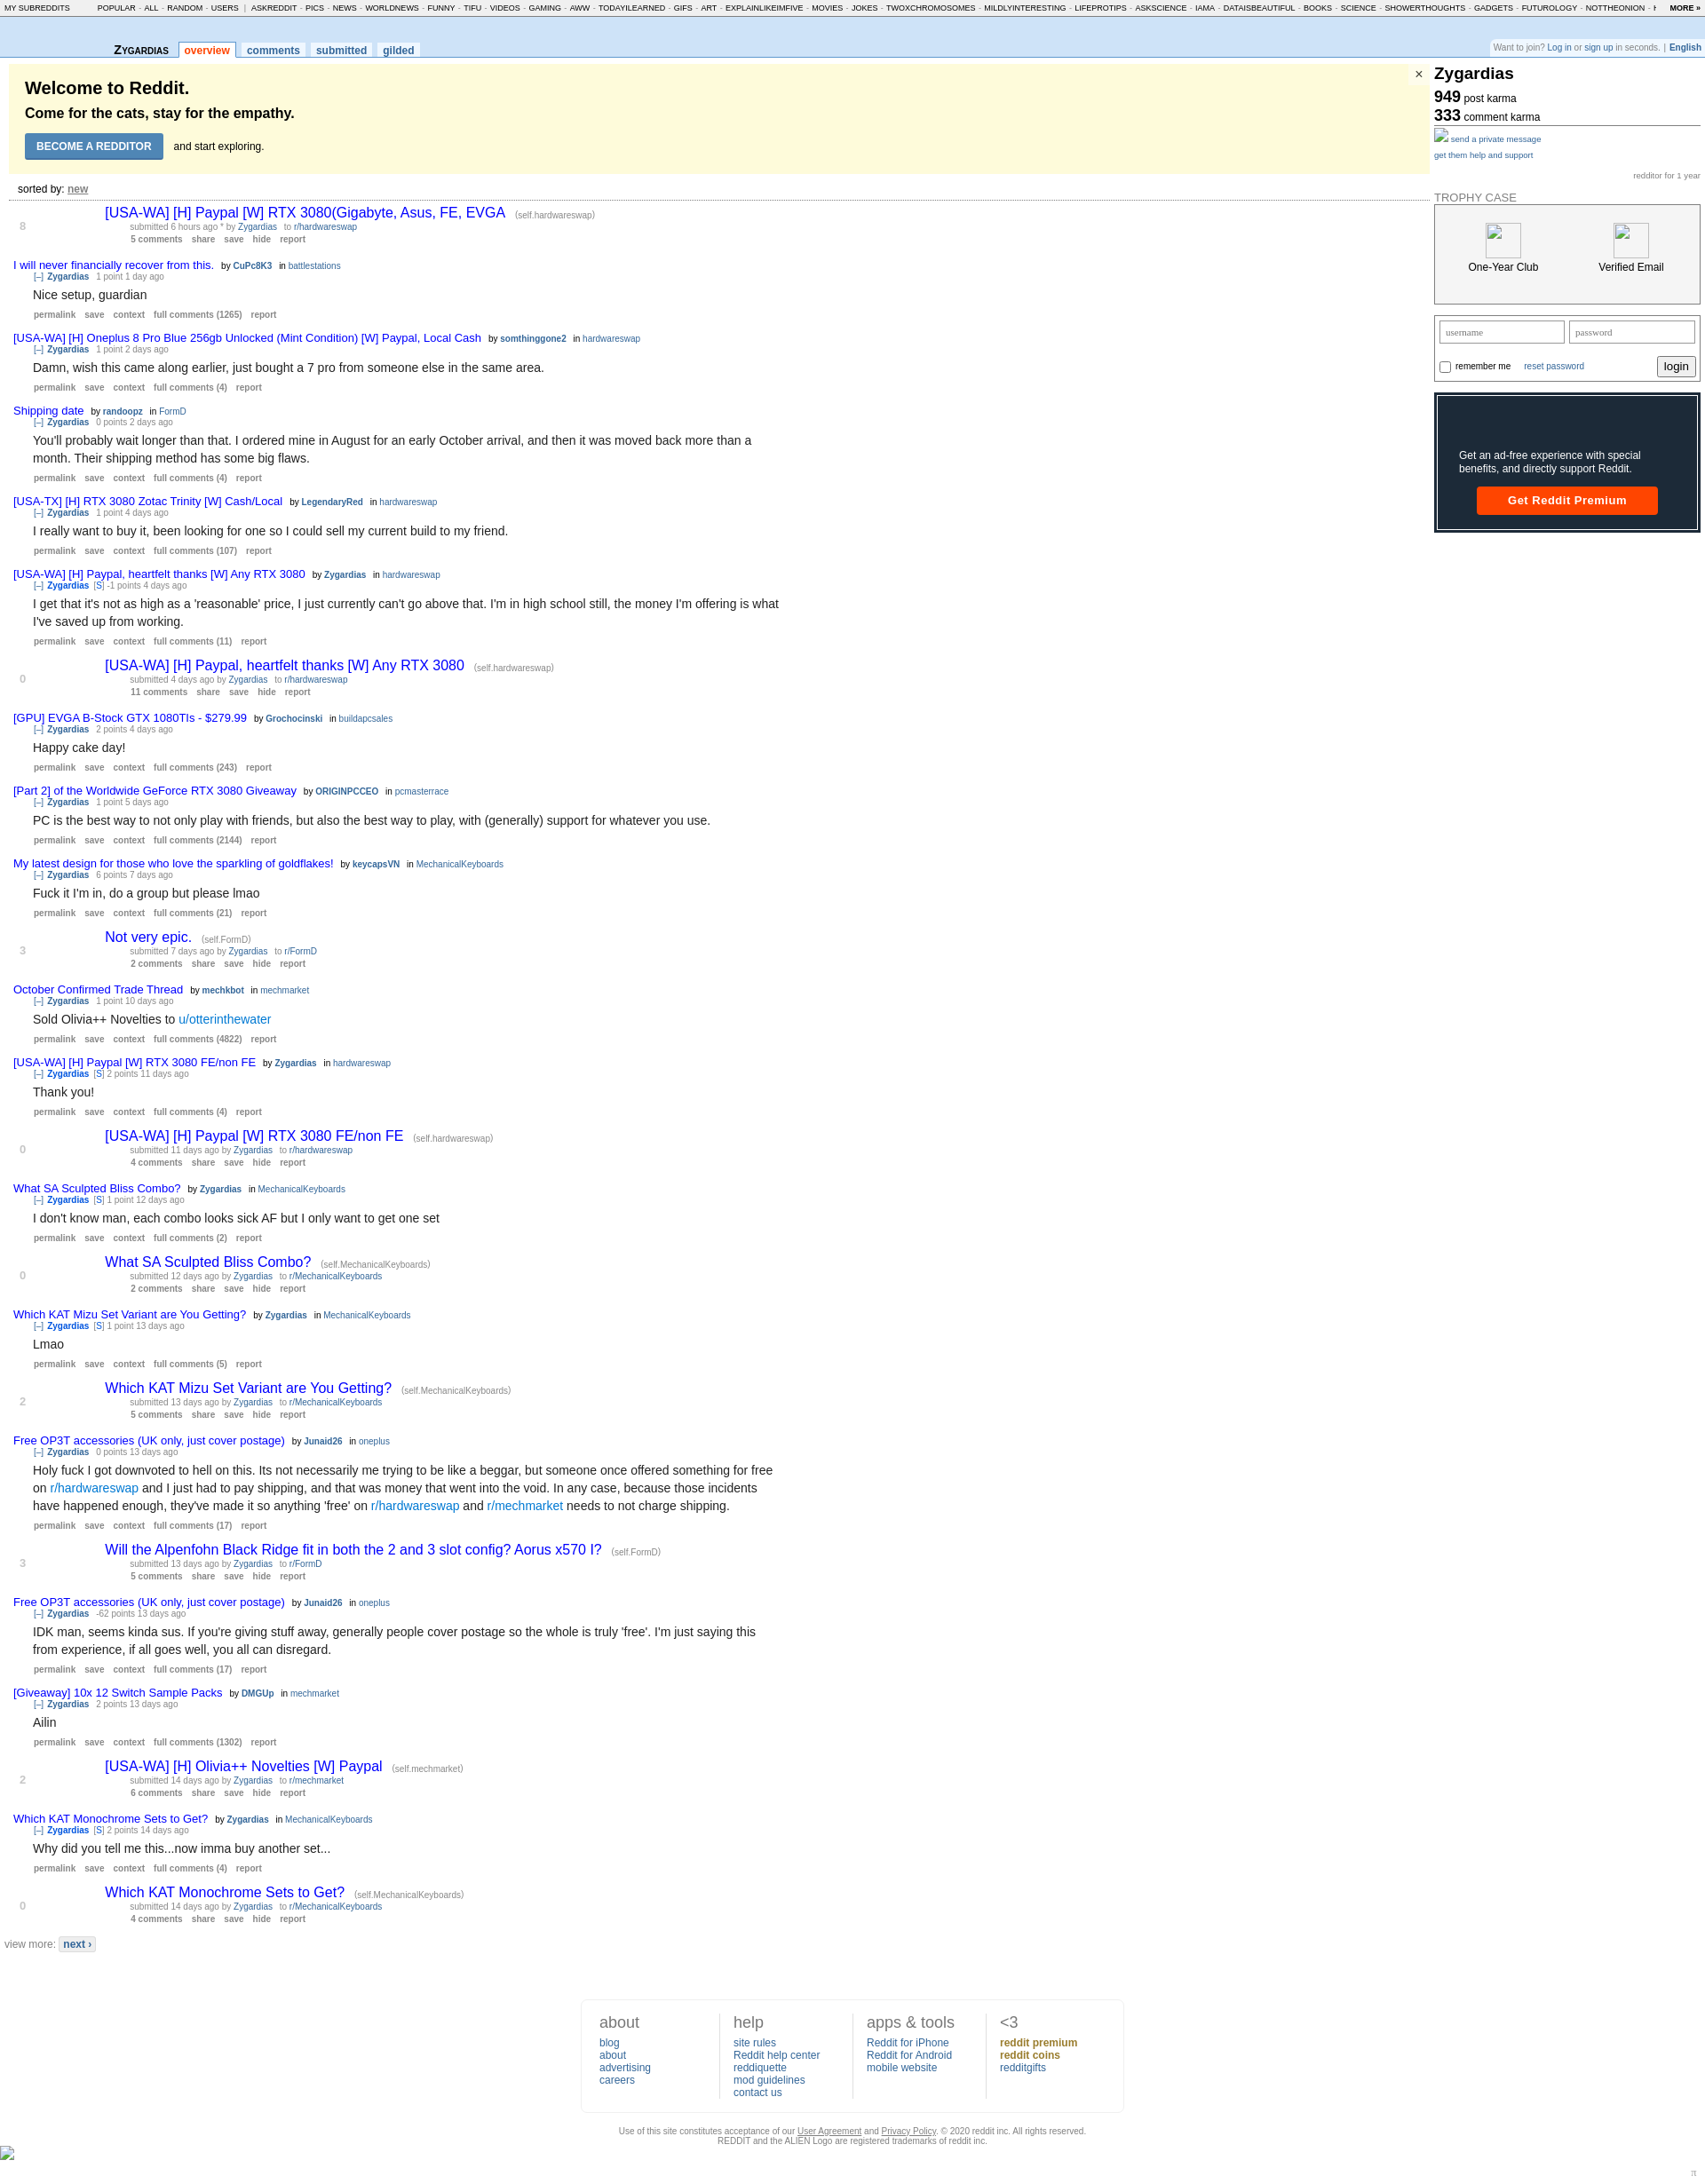 MY SUBREDDITS POPULAR - ALL - RANDOM - USERS | ASKREDDIT - PICS - NEWS - WORLDNEWS - FUNNY - TIFU - VIDEOS - GAMING - AWW - TODAYILEARNED - GIFS - ART - EXPLAINLIKEIMFIVE - MOVIES - JOKES - TWOXCHROMOSOMES - MILDLYINTERESTING - LIFEPROTIPS - ASKSCIENCE - IAMA - DATAISBEAUTIFUL - BOOKS - SCIENCE - SHOWERTHOUGHTS - GADGETS - FUTUROLOGY - NOTTHEONION - MORE »
ZYGARDIAS overview comments submitted gilded
Want to join? Log in or sign up in seconds. | English
Welcome to Reddit.
×
Come for the cats, stay for the empathy.
BECOME A REDDITOR and start exploring.
sorted by: new
8
[USA-WA] [H] Paypal [W] RTX 3080(Gigabyte, Asus, FE, EVGA (self.hardwareswap)
submitted 6 hours ago * by Zygardias to r/hardwareswap
5 comments share save hide report
I will never financially recover from this. by CuPc8K3 in battlestations
[–] Zygardias 1 point 1 day ago
Nice setup, guardian
permalink save context full comments (1265) report
[USA-WA] [H] Oneplus 8 Pro Blue 256gb Unlocked (Mint Condition) [W] Paypal, Local Cash by somthinggone2 in hardwareswap
[–] Zygardias 1 point 2 days ago
Damn, wish this came along earlier, just bought a 7 pro from someone else in the same area.
permalink save context full comments (4) report
Shipping date by randoopz in FormD
[–] Zygardias 0 points 2 days ago
You'll probably wait longer than that. I ordered mine in August for an early October arrival, and then it was moved back more than a
month. Their shipping method has some big flaws.
permalink save context full comments (4) report
[USA-TX] [H] RTX 3080 Zotac Trinity [W] Cash/Local by LegendaryRed in hardwareswap
[–] Zygardias 1 point 4 days ago
I really want to buy it, been looking for one so I could sell my current build to my friend.
permalink save context full comments (107) report
[USA-WA] [H] Paypal, heartfelt thanks [W] Any RTX 3080 by Zygardias in hardwareswap
[–] Zygardias [S] -1 points 4 days ago
I get that it's not as high as a 'reasonable' price, I just currently can't go above that. I'm in high school still, the money I'm offering is what
I've saved up from working.
permalink save context full comments (11) report
0
[USA-WA] [H] Paypal, heartfelt thanks [W] Any RTX 3080 (self.hardwareswap)
submitted 4 days ago by Zygardias to r/hardwareswap
11 comments share save hide report
[GPU] EVGA B-Stock GTX 1080TIs - $279.99 by Grochocinski in buildapcsales
[–] Zygardias 2 points 4 days ago
Happy cake day!
permalink save context full comments (243) report
[Part 2] of the Worldwide GeForce RTX 3080 Giveaway by ORIGINPCCEO in pcmasterrace
[–] Zygardias 1 point 5 days ago
PC is the best way to not only play with friends, but also the best way to play, with (generally) support for whatever you use.
permalink save context full comments (2144) report
My latest design for those who love the sparkling of goldflakes! by keycapsVN in MechanicalKeyboards
[–] Zygardias 6 points 7 days ago
Fuck it I'm in, do a group but please lmao
permalink save context full comments (21) report
3
Not very epic. (self.FormD)
submitted 7 days ago by Zygardias to r/FormD
2 comments share save hide report
October Confirmed Trade Thread by mechkbot in mechmarket
[–] Zygardias 1 point 10 days ago
Sold Olivia++ Novelties to u/otterinthewater
permalink save context full comments (4822) report
[USA-WA] [H] Paypal [W] RTX 3080 FE/non FE by Zygardias in hardwareswap
[–] Zygardias [S] 2 points 11 days ago
Thank you!
permalink save context full comments (4) report
0
[USA-WA] [H] Paypal [W] RTX 3080 FE/non FE (self.hardwareswap)
submitted 11 days ago by Zygardias to r/hardwareswap
4 comments share save hide report
What SA Sculpted Bliss Combo? by Zygardias in MechanicalKeyboards
[–] Zygardias [S] 1 point 12 days ago
I don't know man, each combo looks sick AF but I only want to get one set
permalink save context full comments (2) report
0
What SA Sculpted Bliss Combo? (self.MechanicalKeyboards)
submitted 12 days ago by Zygardias to r/MechanicalKeyboards
2 comments share save hide report
Which KAT Mizu Set Variant are You Getting? by Zygardias in MechanicalKeyboards
[–] Zygardias [S] 1 point 13 days ago
Lmao
permalink save context full comments (5) report
2
Which KAT Mizu Set Variant are You Getting? (self.MechanicalKeyboards)
submitted 13 days ago by Zygardias to r/MechanicalKeyboards
5 comments share save hide report
Free OP3T accessories (UK only, just cover postage) by Junaid26 in oneplus
[–] Zygardias 0 points 13 days ago
Holy fuck I got downvoted to hell on this. Its not necessarily me trying to be like a beggar, but someone once offered something for free
on r/hardwareswap and I just had to pay shipping, and that was money that went into the void. In any case, because those incidents
have happened enough, they've made it so anything 'free' on r/hardwareswap and r/mechmarket needs to not charge shipping.
permalink save context full comments (17) report
3
Will the Alpenfohn Black Ridge fit in both the 2 and 3 slot config? Aorus x570 I? (self.FormD)
submitted 13 days ago by Zygardias to r/FormD
5 comments share save hide report
Free OP3T accessories (UK only, just cover postage) by Junaid26 in oneplus
[–] Zygardias -62 points 13 days ago
IDK man, seems kinda sus. If you're giving stuff away, generally people cover postage so the whole is truly 'free'. I'm just saying this
from experience, if all goes well, you all can disregard.
permalink save context full comments (17) report
[Giveaway] 10x 12 Switch Sample Packs by DMGUp in mechmarket
[–] Zygardias 2 points 13 days ago
Ailin
permalink save context full comments (1302) report
2
[USA-WA] [H] Olivia++ Novelties [W] Paypal (self.mechmarket)
submitted 14 days ago by Zygardias to r/mechmarket
6 comments share save hide report
Which KAT Monochrome Sets to Get? by Zygardias in MechanicalKeyboards
[–] Zygardias [S] 2 points 14 days ago
Why did you tell me this...now imma buy another set...
permalink save context full comments (4) report
0
Which KAT Monochrome Sets to Get? (self.MechanicalKeyboards)
submitted 14 days ago by Zygardias to r/MechanicalKeyboards
4 comments share save hide report
view more: next ›
Zygardias
949 post karma
333 comment karma
send a private message
get them help and support
redditor for 1 year
TROPHY CASE
One-Year Club Verified Email
username password
remember me reset password login
Get an ad-free experience with special
benefits, and directly support Reddit.
Get Reddit Premium
about
blog
about
advertising
careers
help
site rules
Reddit help center
reddiquette
mod guidelines
contact us
apps & tools
Reddit for iPhone
Reddit for Android
mobile website
<3
reddit premium
reddit coins
redditgifts
Use of this site constitutes acceptance of our User Agreement and Privacy Policy. © 2020 reddit inc. All rights reserved.
REDDIT and the ALIEN Logo are registered trademarks of reddit inc.
π